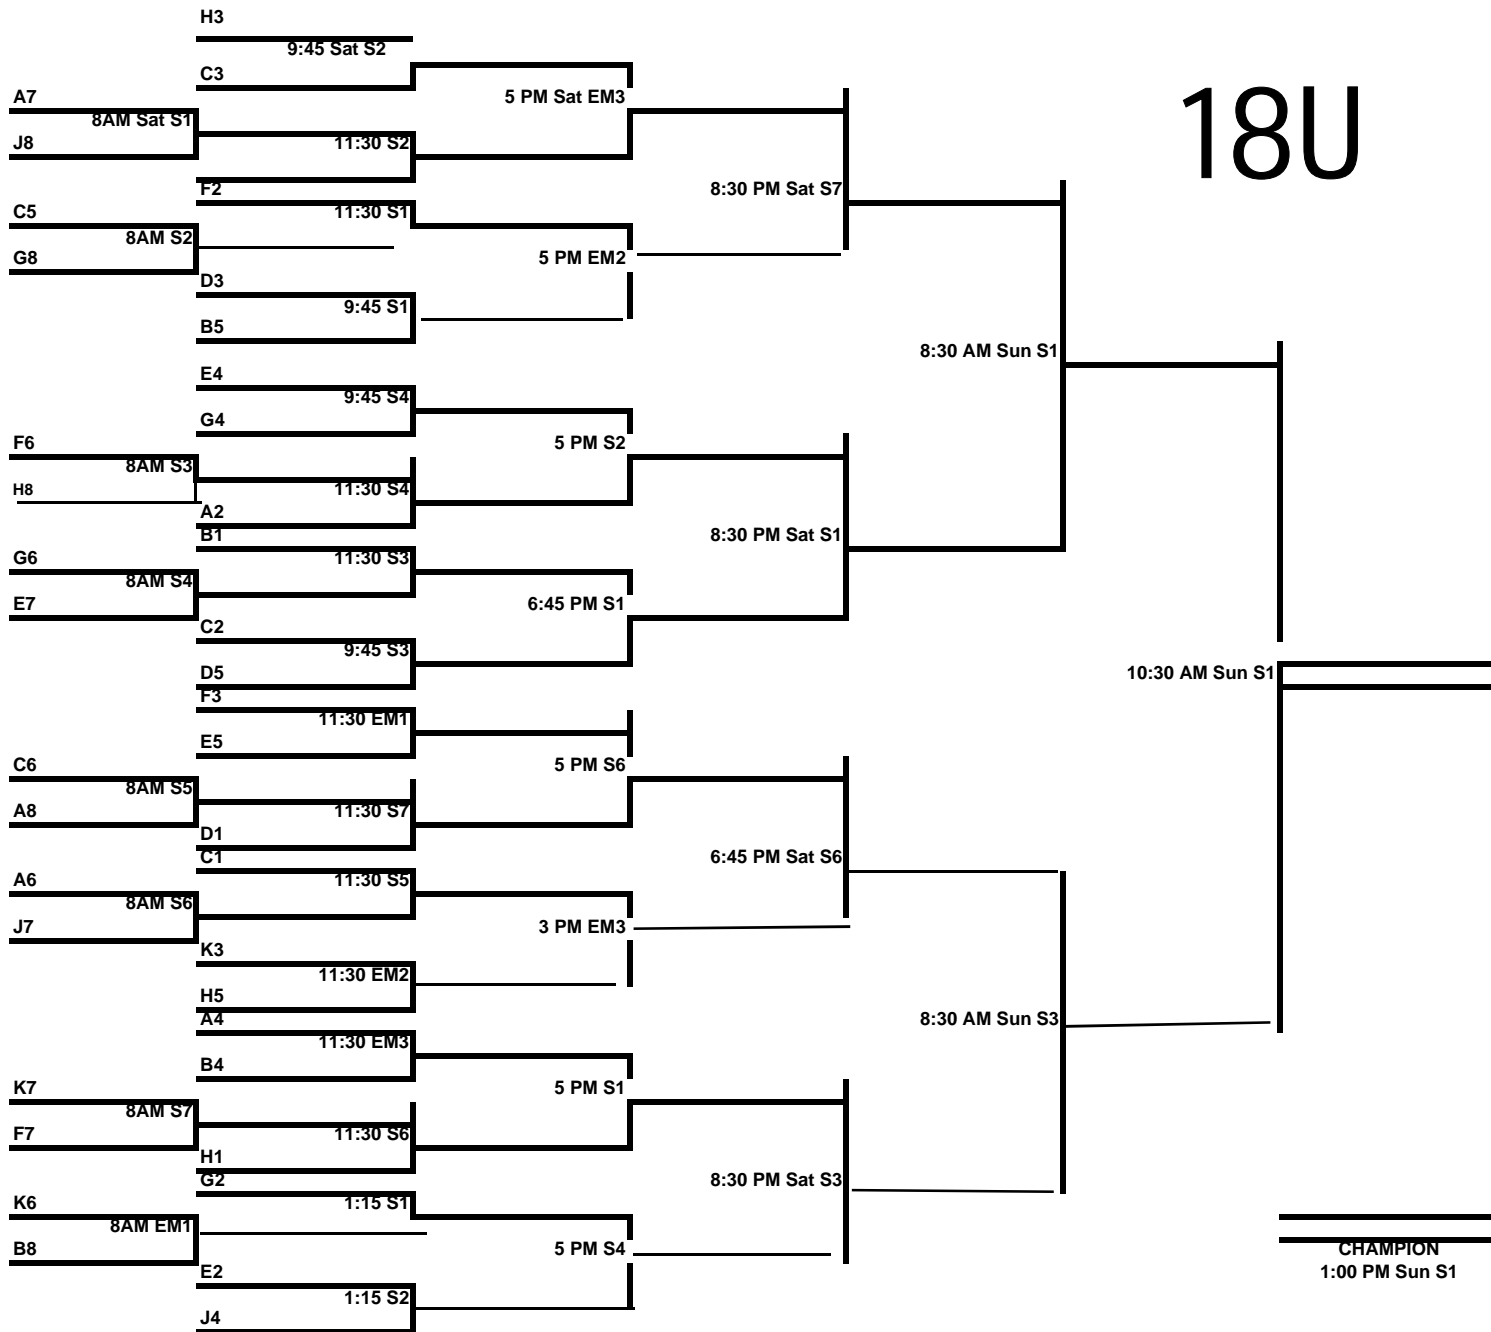 H3
9:45 Sat S2
C3
18U
A7
5 PM Sat EM3
8AM Sat S1
J8
11:30 S2
F2
8:30 PM Sat S7
C5
11:30 S1
8AM S2
G8
5 PM EM2
D3
9:45 S1
B5
8:30 AM Sun S1
E4
9:45 S4
G4
F6
5 PM S2
8AM S3
H8
11:30 S4
A2
B1
8:30 PM Sat S1
G6
11:30 S3
8AM S4
E7
6:45 PM S1
C2
9:45 S3
D5
10:30 AM Sun S1
F3
11:30 EM1
E5
C6
5 PM S6
8AM S5
A8
11:30 S7
D1
C1
6:45 PM Sat S6
A6
11:30 S5
8AM S6
J7
3 PM EM3
K3
11:30 EM2
H5
A4
8:30 AM Sun S3
11:30 EM3
B4
K7
5 PM S1
8AM S7
F7
11:30 S6
H1
G2
8:30 PM Sat S3
K6
1:15 S1
8AM EM1
B8
5 PM S4
CHAMPION
E2
1:00 PM Sun S1
1:15 S2
J4